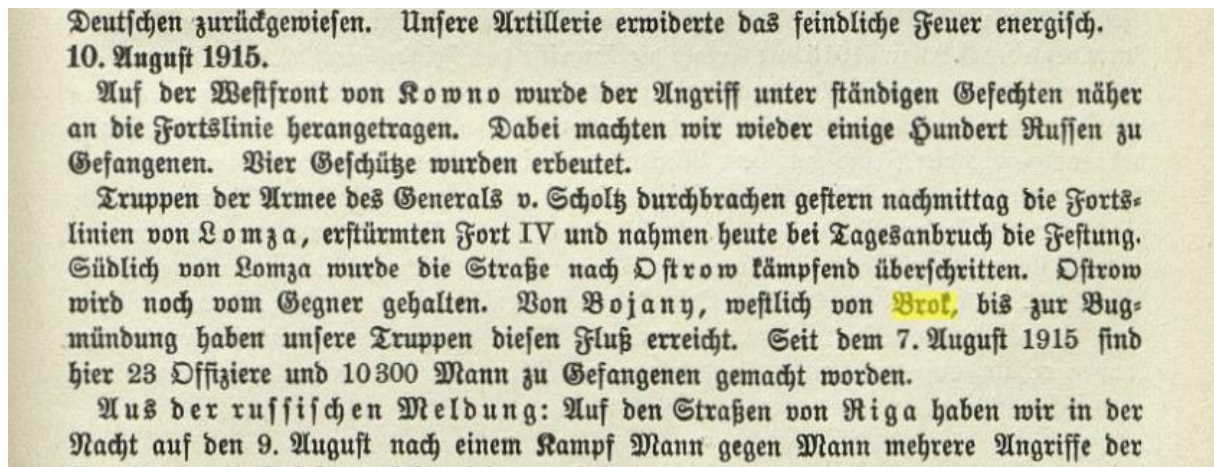 Deutschen zurückgewiesen. Unsere Artillerie erwiderte das feindliche Feuer energisch.
10. August 1915.
Auf der Westfront von Kowno wurde der Angriff unter ständigen Gefechten näher
an die Fortslinie herangetragen. Dabei machten wir wieder einige Hundert Russen zu
Gefangenen. Vier Geschütze wurden erbeutet.
Truppen der Armee des Generals v. Scholtz durchbrachen gestern nachmittag die Forts-
linien von Lomza, erstürmten Fort IV und nahmen heute bei Tagesanbruch die Festung.
Südlich von Lomza wurde die Straße nach Ostrow kämpfend überschritten. Ostrow
wird noch vom Gegner gehalten. Von Bojany, westlich von Brok, bis zur Bug-
mündung haben unsere Truppen diesen Fluß erreicht. Seit dem 7. August 1915 sind
hier 23 Offiziere und 10300 Mann zu Gefangenen gemacht worden.
Aus der russischen Meldung: Auf den Straßen von Riga haben wir in der
Nacht auf den 9. August nach einem Kampf Mann gegen Mann mehrere Angriffe der